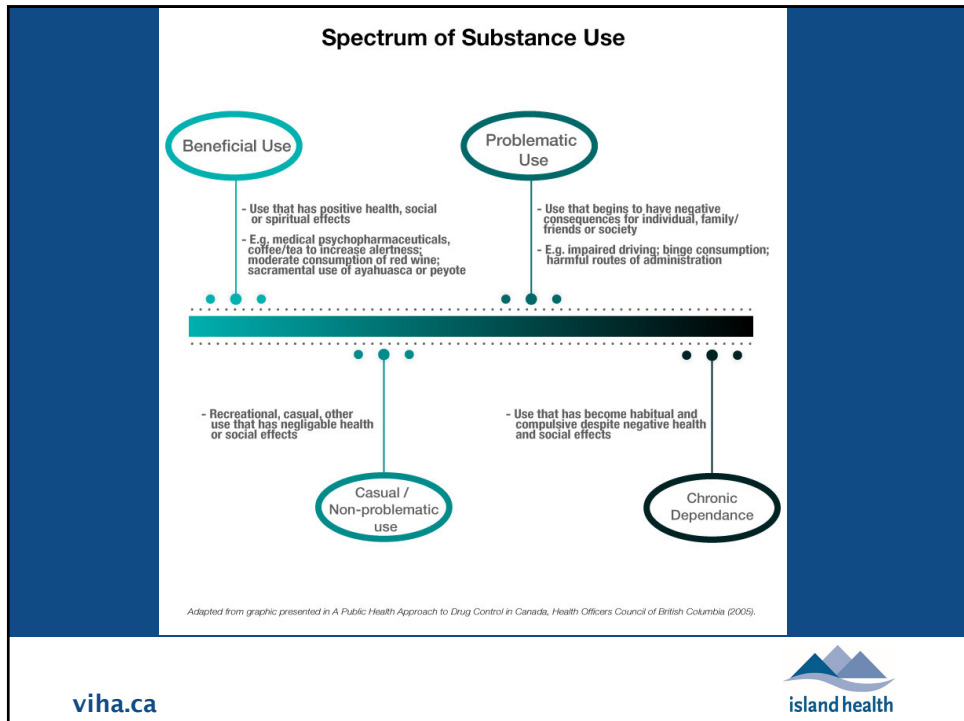 Spectrum of Substance Use
Beneficial Use
- Use that has positive health, social
or spiritual effects
- E.g. medical psychopharmaceuticals,
coffee/tea to increase alertness;
moderate consumption of red wine;
sacramental use of ayahuasca or peyote
Problematic
Use
- Use that begins to have negative
consequences for individual, family/
friends or society
- E.g. impaired driving; binge consumption;
harmful routes of administration
- Recreational, casual, other
use that has negligable health
or social effects
Casual /
Non-problematic
use
- Use that has become habitual and
compulsive despite negative health
and social effects
Chronic
Dependance
Adapted from graphic presented in A Public Health Approach to Drug Control in Canada, Health Officers Council of British Columbia (2005).
viha.ca
island health